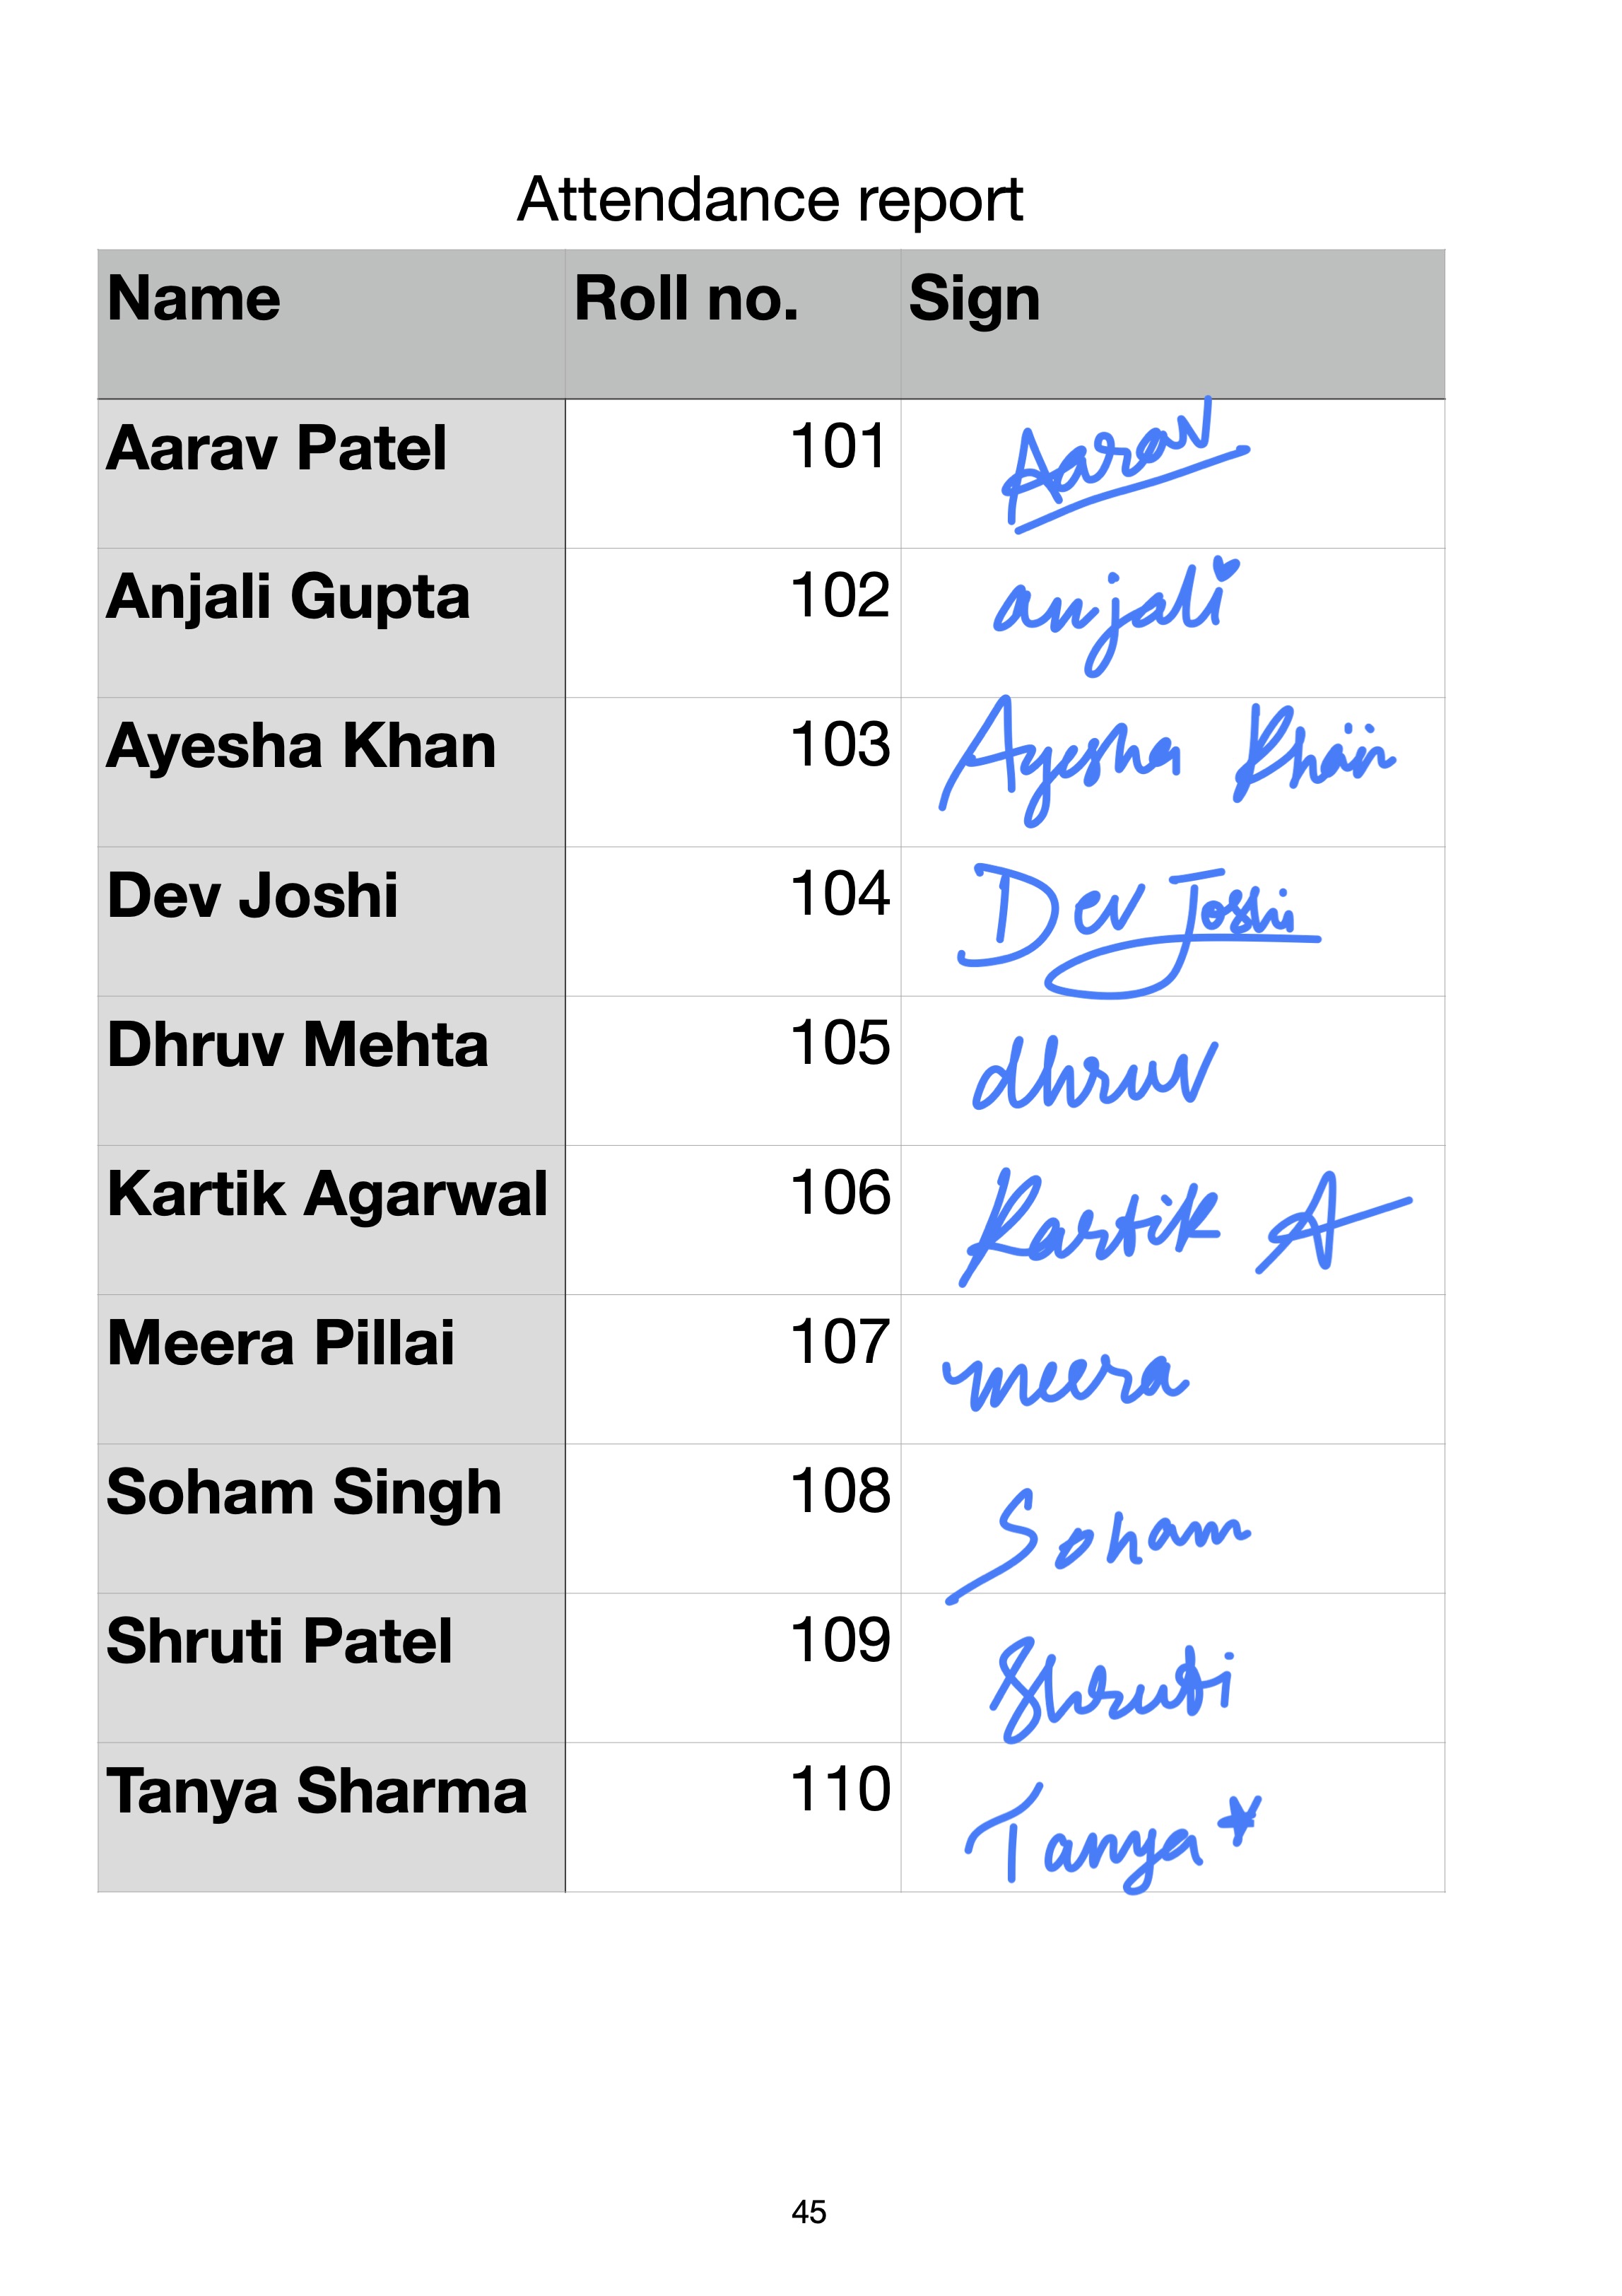 Attendance report
Name Roll no. Sign
Aarav Patel 101 Aarav
Anjali Gupta 102 anjali
Ayesha Khan 103 Ayesha Khan
Dev Joshi 104 Dev Joshi
Dhruv Mehta 105 dhruv
Kartik Agarwal 106 Kartik A
Meera Pillai 107 meera
Soham Singh 108 Soham
Shruti Patel 109 Shruti
Tanya Sharma 110 Tanya
45